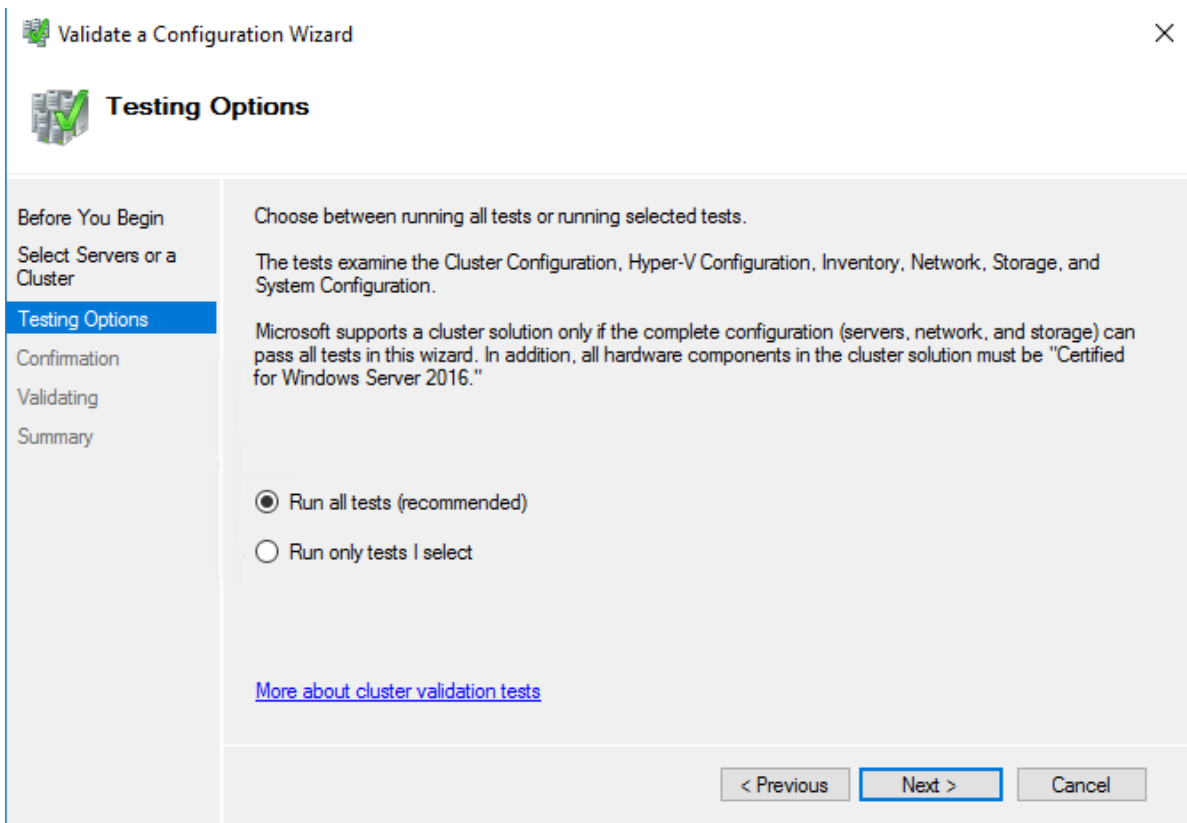 Validate a Configuration Wizard
Testing Options
Before You Begin
Select Servers or a
Cluster
Testing Options
Confirmation
Validating
Summary
Choose between running all tests or running selected tests.
The tests examine the Cluster Configuration, Hyper-V Configuration, Inventory, Network, Storage, and
System Configuration.
Microsoft supports a cluster solution only if the complete configuration (servers, network, and storage) can
pass all tests in this wizard. In addition, all hardware components in the cluster solution must be "Certified
for Windows Server 2016."
Run all tests (recommended)
Run only tests I select
More about cluster validation tests
< Previous
Next >
Cancel